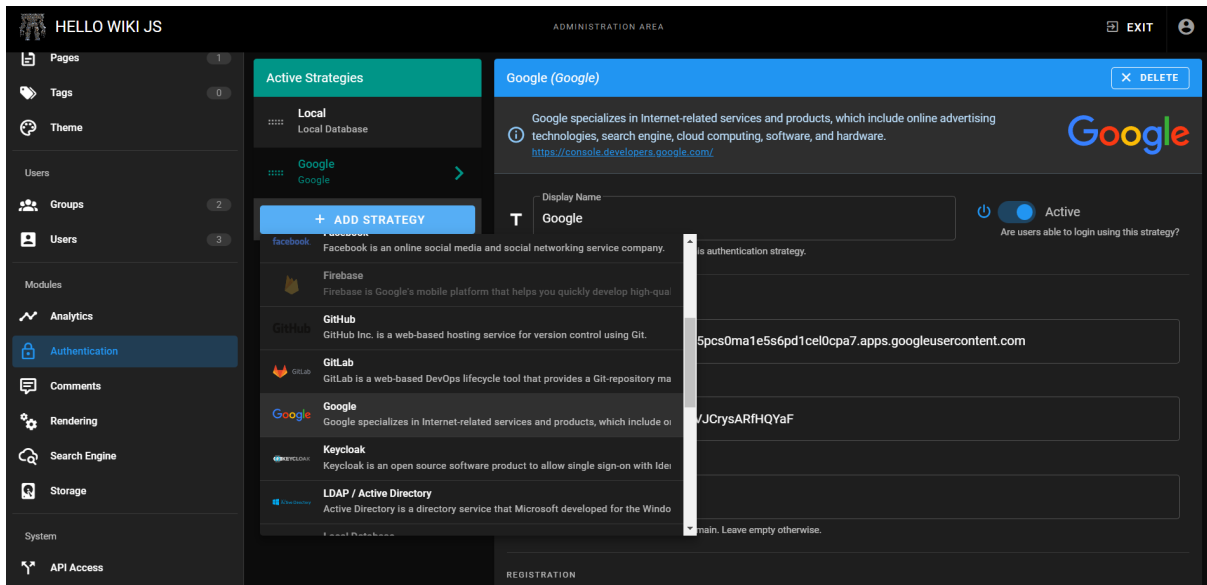 HELLO WIKI JS
ADMINISTRATION AREA
EXIT
Pages
1
Tags
0
Theme
Users
Groups
2
Users
3
Modules
Analytics
Authentication
Comments
Rendering
Search Engine
Storage
System
API Access
Active Strategies
Local
Local Database
Google
Google
+ ADD STRATEGY
facebook
Facebook
Facebook is an online social media and social networking service company.
Firebase
Firebase is Google's mobile platform that helps you quickly develop high-qual
GitHub
GitHub
GitHub Inc. is a web-based hosting service for version control using Git.
GitLab
GitLab
GitLab is a web-based DevOps lifecycle tool that provides a Git-repository ma
Google
Google
Google specializes in Internet-related services and products, which include o
KEYCLOAK
Keycloak
Keycloak is an open source software product to allow single sign-on with Iden
LDAP / Active Directory
Active Directory is a directory service that Microsoft developed for the Windo
Local Database
Google (Google)
DELETE
Google specializes in Internet-related services and products, which include online advertising
technologies, search engine, cloud computing, software, and hardware.
https://console.developers.google.com/
Google
Display Name
Google
is authentication strategy.
Active
Are users able to login using this strategy?
5pcs0ma1e5s6pd1cel0cpa7.apps.googleusercontent.com
VJCrysARfHQYaF
main. Leave empty otherwise.
REGISTRATION